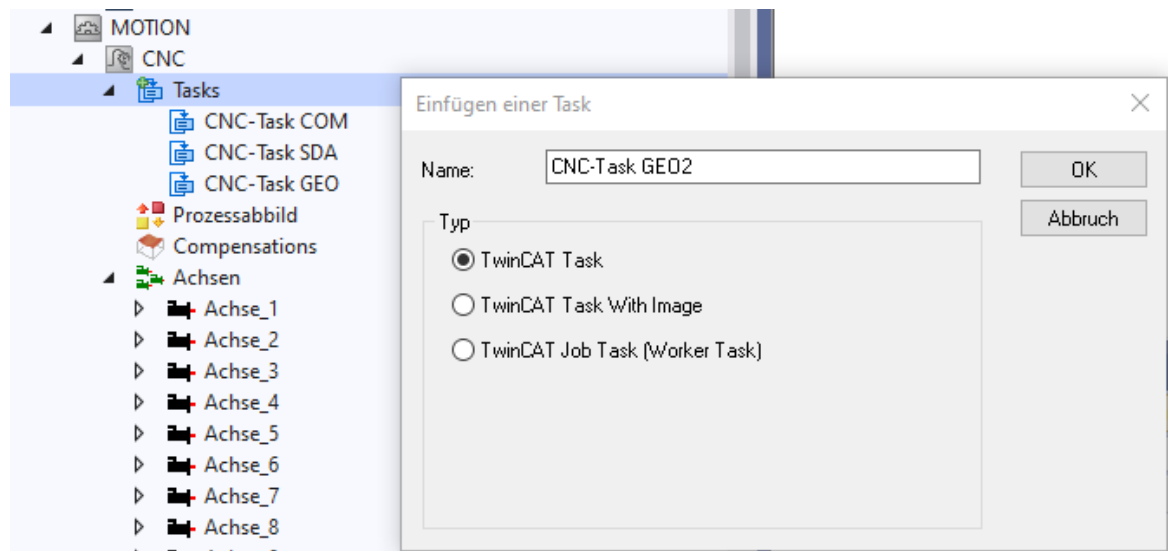 MOTION
CNC
Tasks
CNC-Task COM
CNC-Task SDA
CNC-Task GEO
Prozessabbild
Compensations
Achsen
Achse_1
Achse_2
Achse_3
Achse_4
Achse_5
Achse_6
Achse_7
Achse_8
Einfügen einer Task
Name: CNC-Task GEO2 OK
Abbruch
Typ
TwinCAT Task
TwinCAT Task With Image
TwinCAT Job Task (Worker Task)